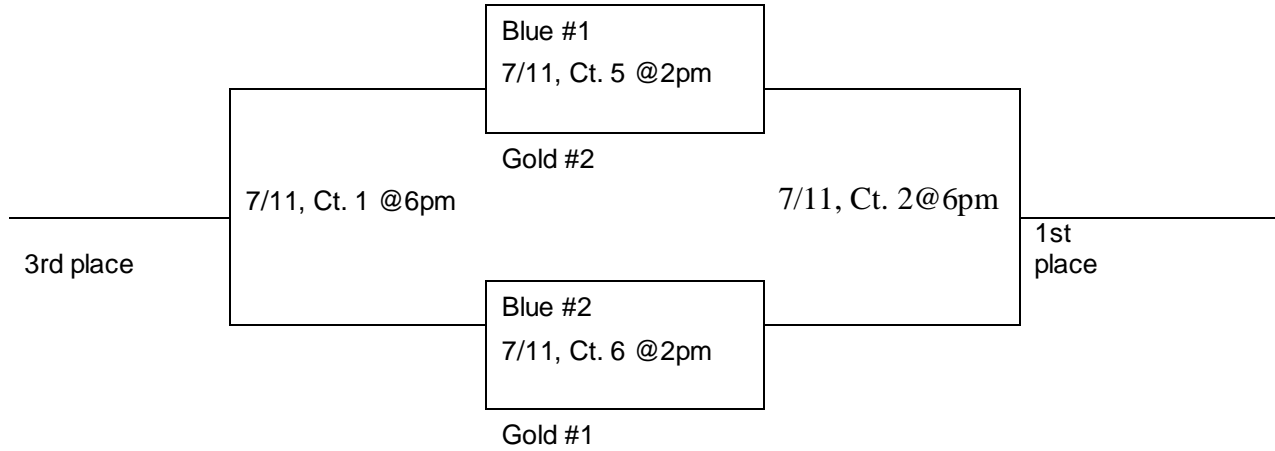 Blue #1
7/11, Ct. 5 @2pm
Gold #2
7/11, Ct. 1 @6pm
7/11, Ct. 2@6pm
3rd place
1st
place
Blue #2
7/11, Ct. 6 @2pm
Gold #1